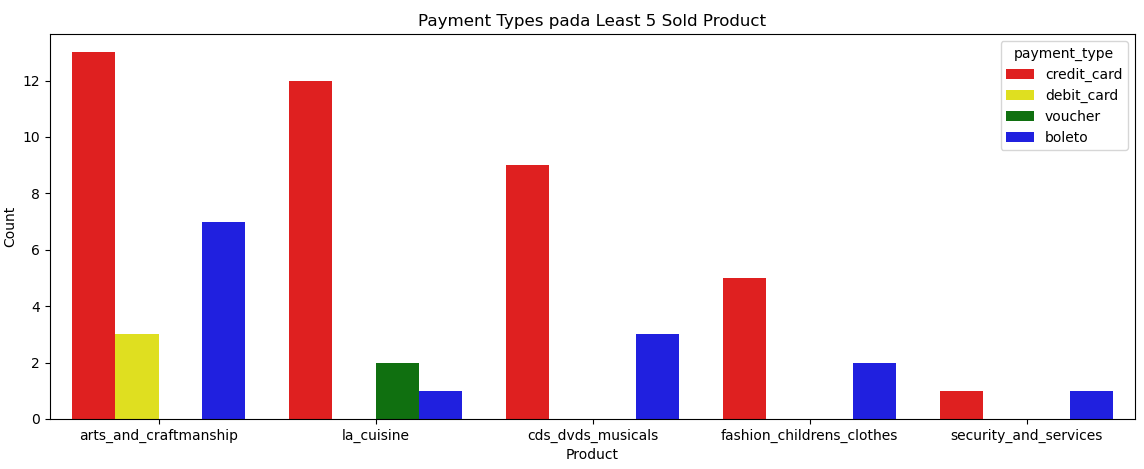 Payment Types pada Least 5 Sold Product
payment_type
credit_card
debit_card
voucher
boleto
Count
12
10
8
6
4
2
0
arts_and_craftmanship
la_cuisine
cds_dvds_musicals
fashion_childrens_clothes
security_and_services
Product